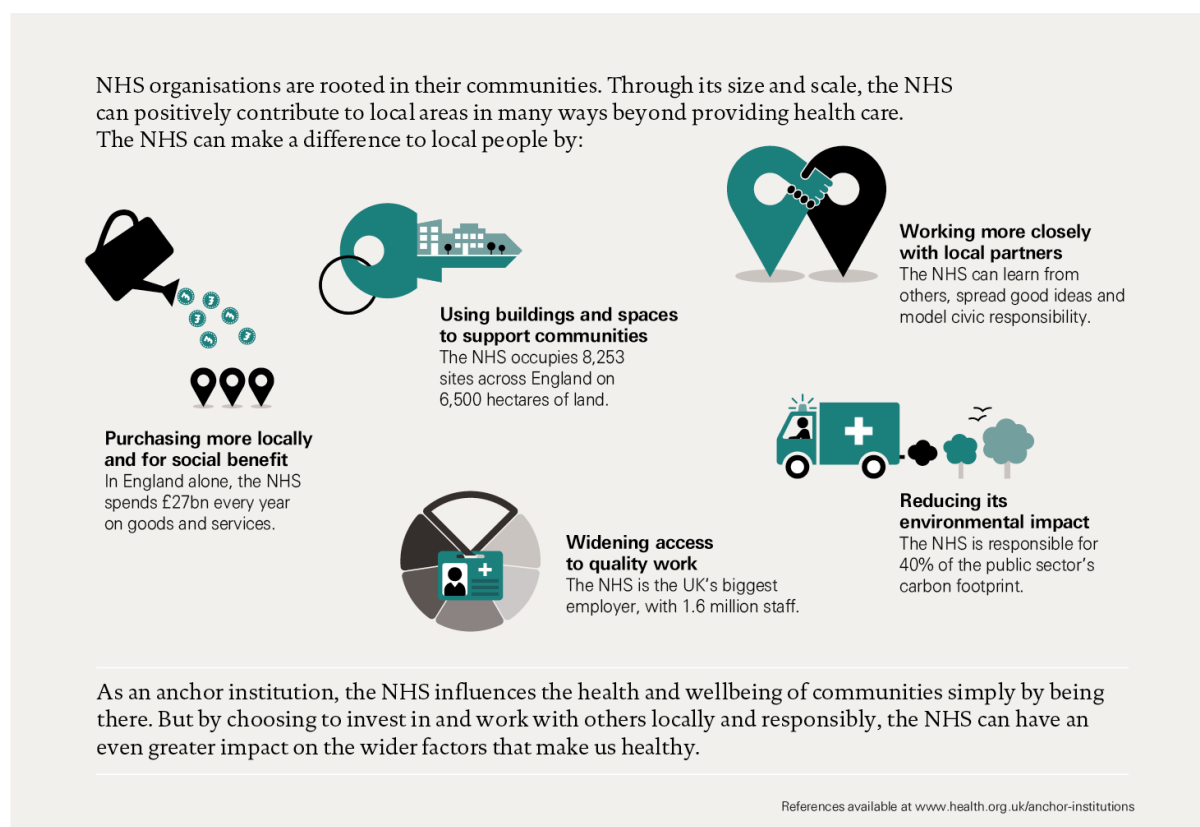 NHS organisations are rooted in their communities. Through its size and scale, the NHS
can positively contribute to local areas in many ways beyond providing health care.
The NHS can make a difference to local people by:
Purchasing more locally
and for social benefit
In England alone, the NHS
spends £27bn every year
on goods and services.
Using buildings and spaces
to support communities
The NHS occupies 8,253
sites across England on
6,500 hectares of land.
Working more closely
with local partners
The NHS can learn from
others, spread good ideas and
model civic responsibility.
Widening access
to quality work
The NHS is the UK's biggest
employer, with 1.6 million staff.
Reducing its
environmental impact
The NHS is responsible for
40% of the public sector's
carbon footprint.
As an anchor institution, the NHS influences the health and wellbeing of communities simply by being
there. But by choosing to invest in and work with others locally and responsibly, the NHS can have an
even greater impact on the wider factors that make us healthy.
References available at www.health.org.uk/anchor-institutions